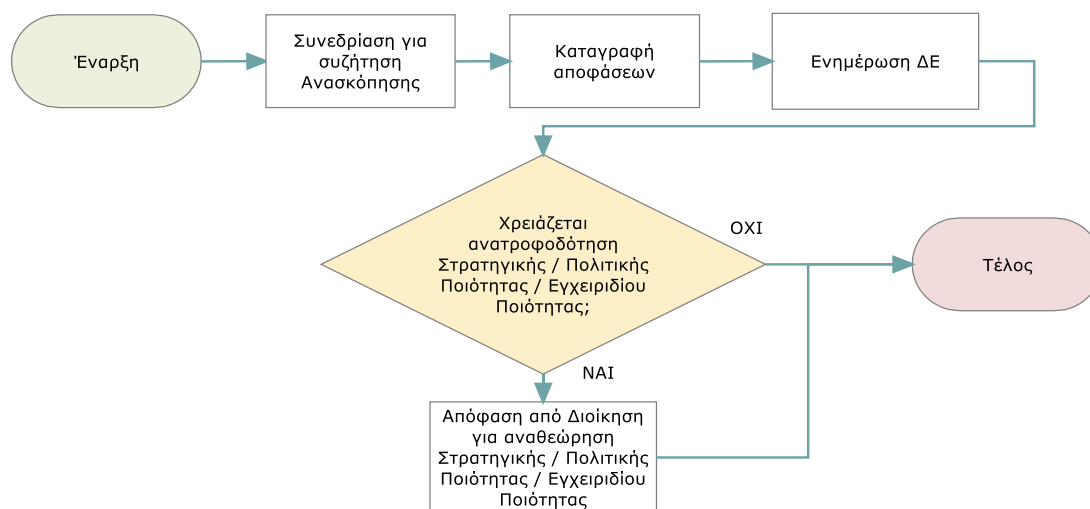 Έναρξη
Συνεδρίαση για
συζήτηση
Ανασκόπησης
Καταγραφή
αποφάσεων
Ενημέρωση ΔΕ
Χρειάζεται
ανατροφοδότηση
Στρατηγικής / Πολιτικής
Ποιότητας / Εγχειριδίου
Ποιότητας;
ΟΧΙ
Τέλος
ΝΑΙ
Απόφαση από Διοίκηση
για αναθεώρηση
Στρατηγικής / Πολιτικής
Ποιότητας / Εγχειριδίου
Ποιότητας